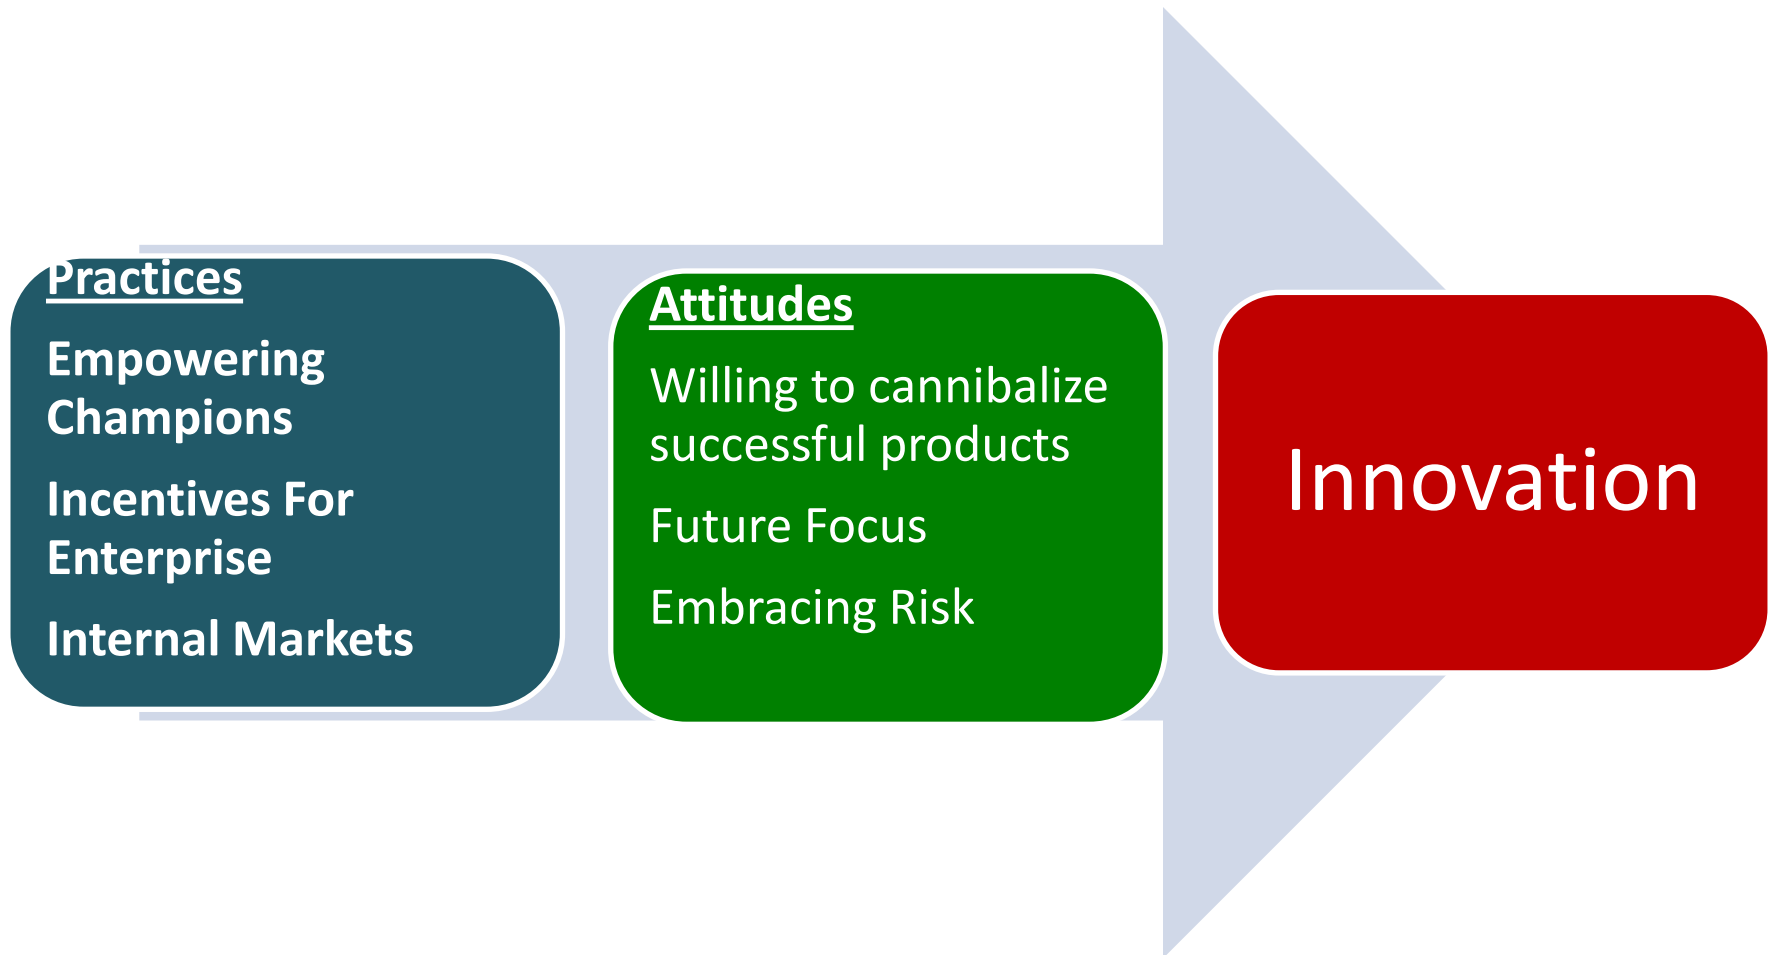 Practices
Empowering
Champions
Incentives For
Enterprise
Internal Markets
Attitudes
Willing to cannibalize
successful products
Future Focus
Embracing Risk
Innovation